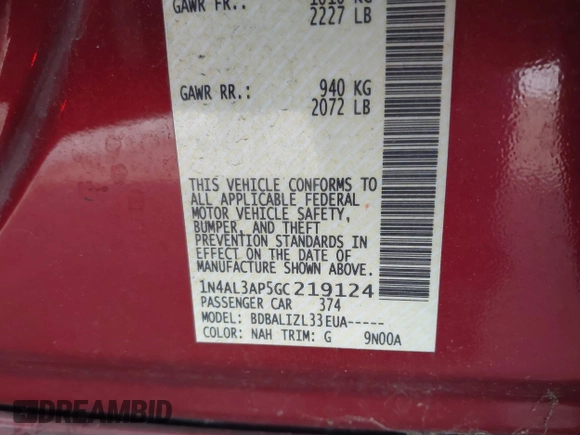 GAWR FR.: 1010 KG
2227 LB
GAWR RR.: 940 KG
2072 LB
THIS VEHICLE CONFORMS TO
ALL APPLICABLE FEDERAL
MOTOR VEHICLE SAFETY,
BUMPER, AND THEFT
PREVENTION STANDARDS IN
EFFECT ON THE DATE OF
MANUFACTURE SHOWN ABOVE.
1N4AL3AP5GC219124
PASSENGER CAR 374
MODEL: BDBALIZL33EUA-----
COLOR: NAH TRIM: G 9N00A
DREAMBID